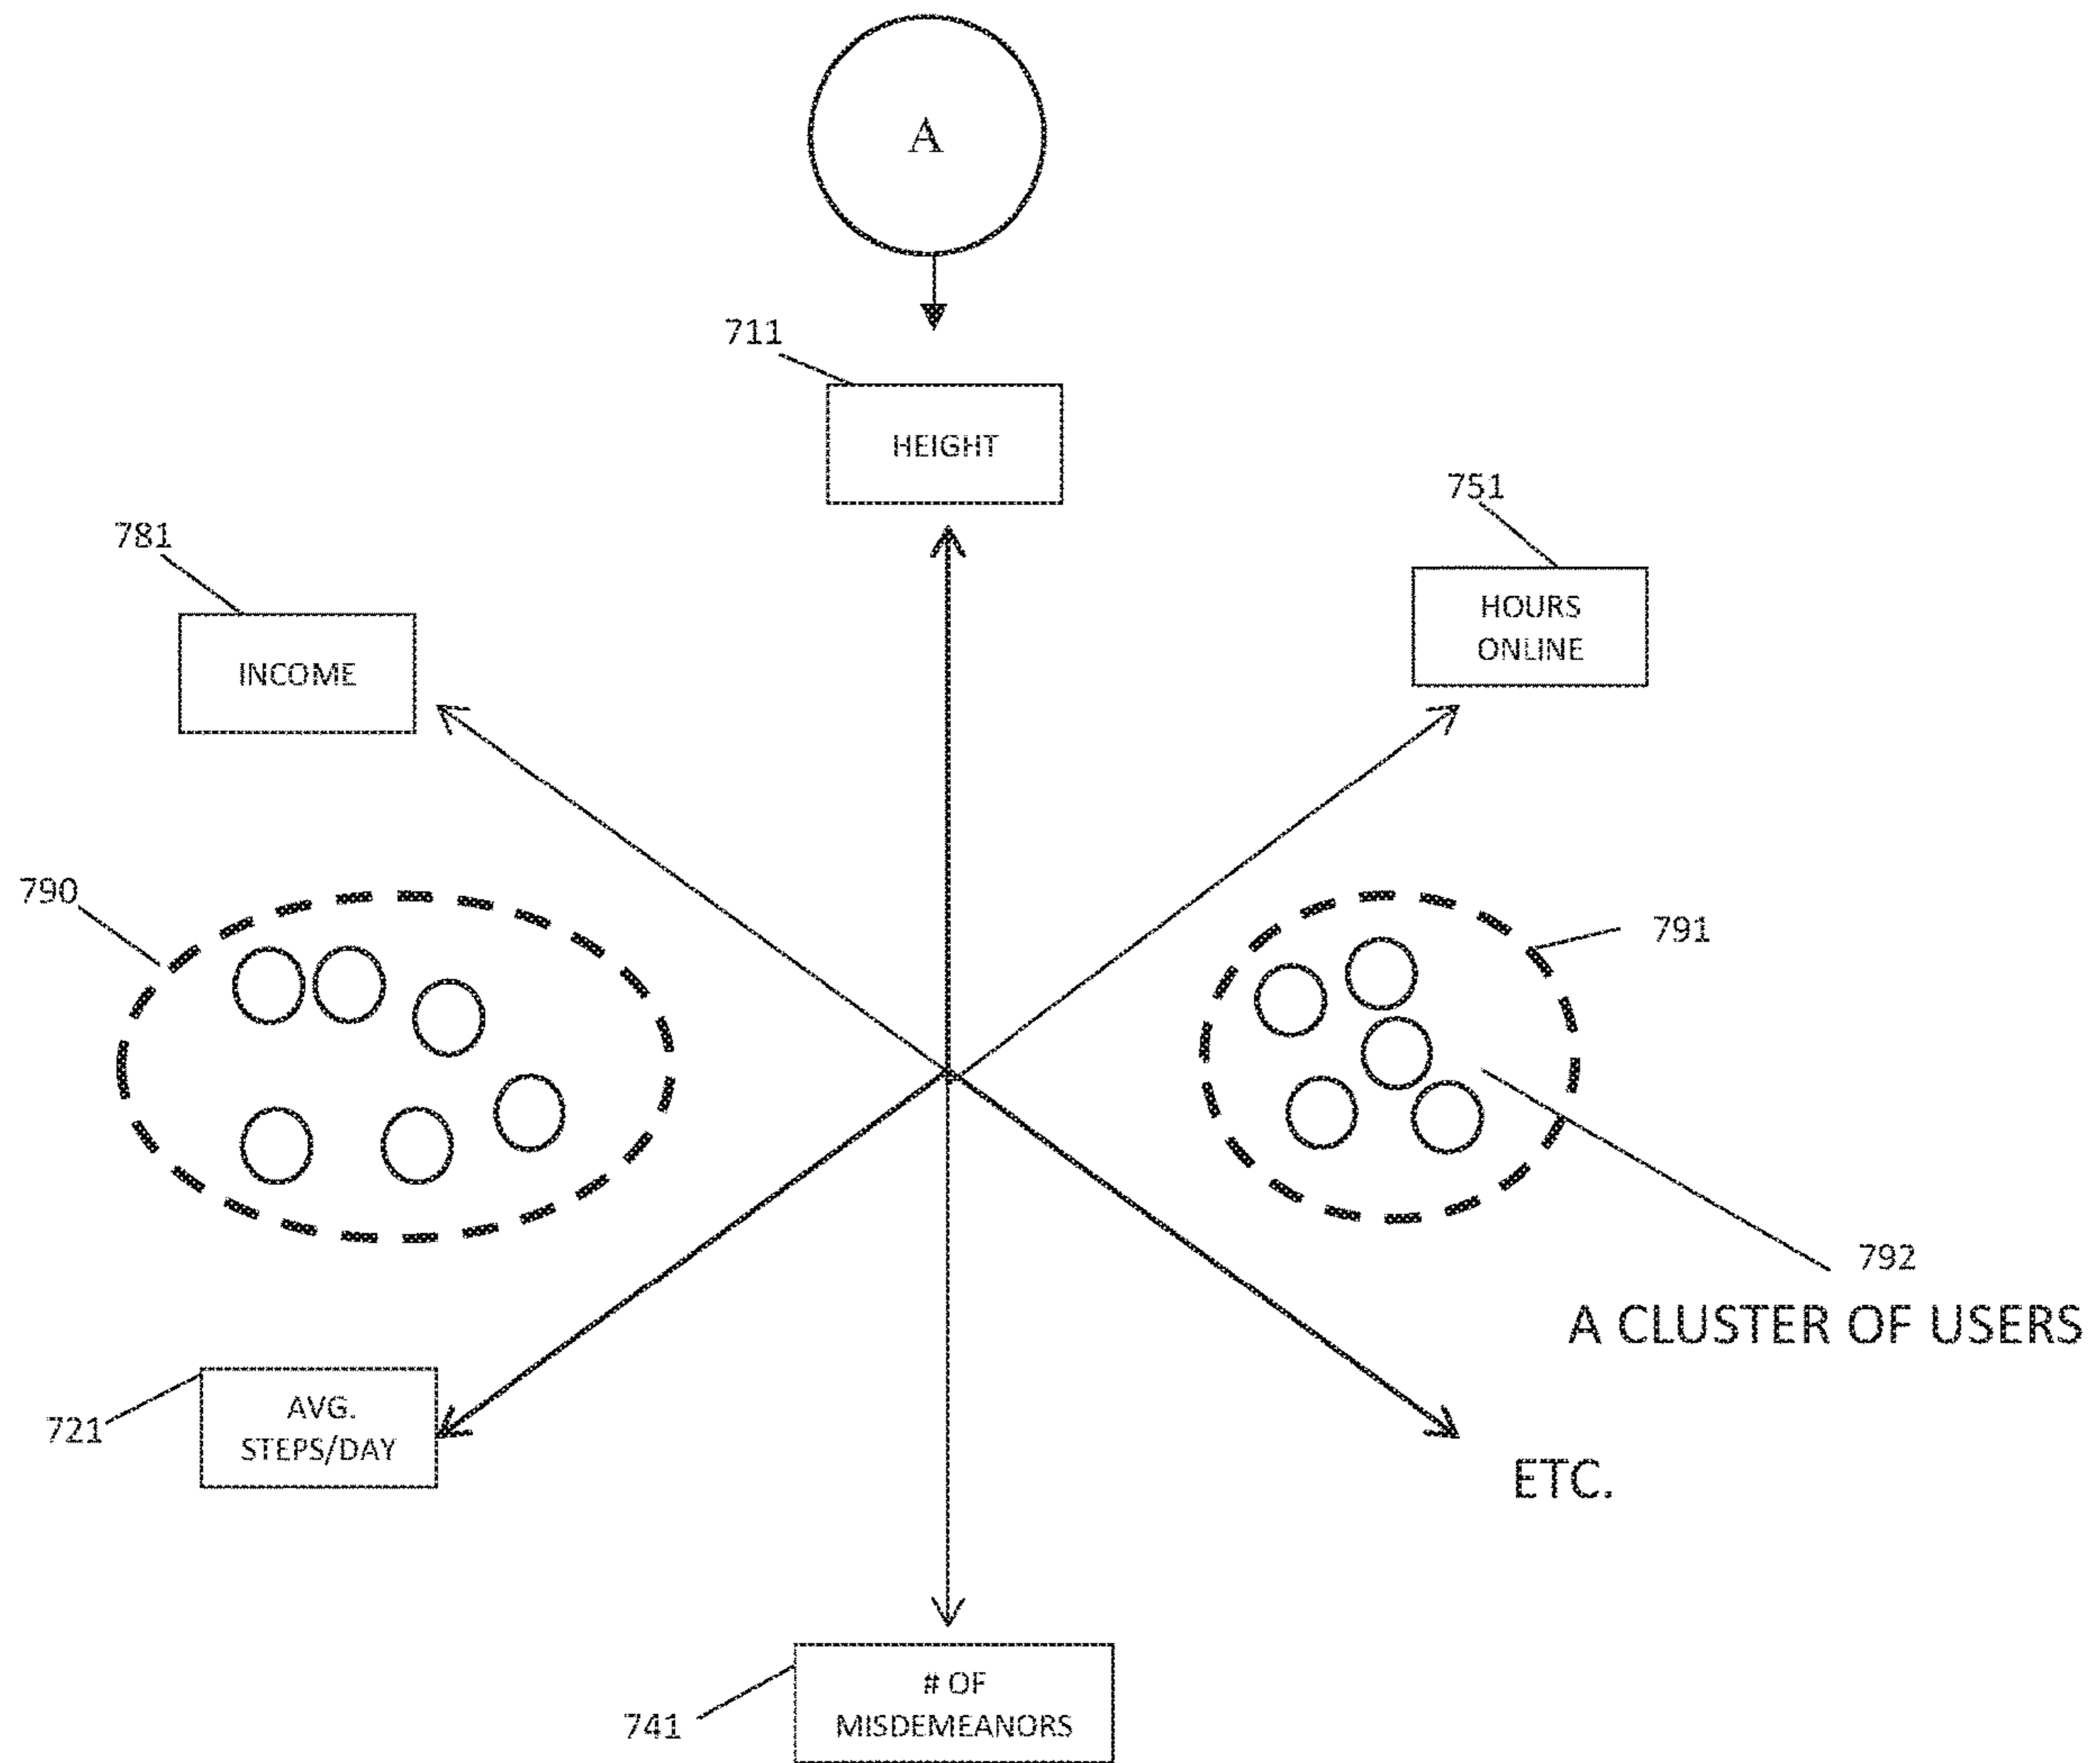 A
711
HEIGHT
751
781
HOURS
ONLINE
INCOME
790
791
792
A CLUSTER OF USERS
721
AVG.
STEPS/DAY
ETC.
741
# OF
MISDEMEANORS